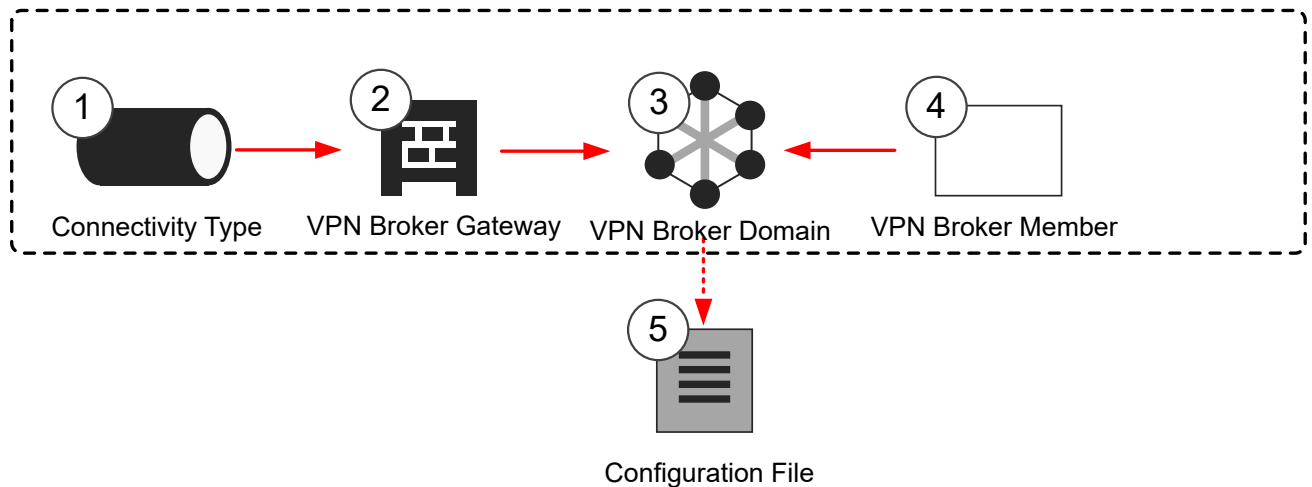 1
2
3
4
Connectivity Type
VPN Broker Gateway
VPN Broker Domain
VPN Broker Member
5
Configuration File